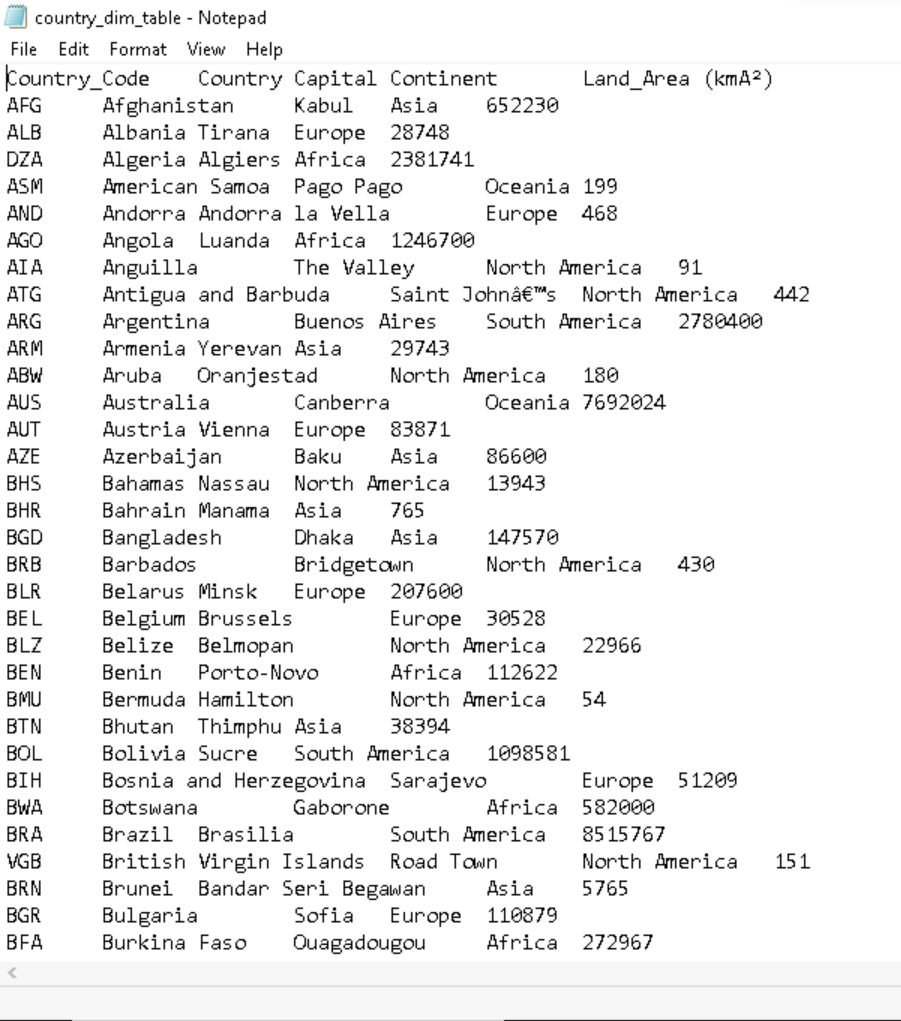 country_dim_table - Notepad
File Edit Format View Help
Country_Code Country Capital Continent Land_Area (kmÂ²)
AFG Afghanistan Kabul Asia 652230
ALB Albania Tirana Europe 28748
DZA Algeria Algiers Africa 2381741
ASM American Samoa Pago Pago Oceania 199
AND Andorra Andorra la Vella Europe 468
AGO Angola Luanda Africa 1246700
AIA Anguilla The Valley North America 91
ATG Antigua and Barbuda Saint Johnâ€™s North America 442
ARG Argentina Buenos Aires South America 2780400
ARM Armenia Yerevan Asia 29743
ABW Aruba Oranjestad North America 180
AUS Australia Canberra Oceania 7692024
AUT Austria Vienna Europe 83871
AZE Azerbaijan Baku Asia 86600
BHS Bahamas Nassau North America 13943
BHR Bahrain Manama Asia 765
BGD Bangladesh Dhaka Asia 147570
BRB Barbados Bridgetown North America 430
BLR Belarus Minsk Europe 207600
BEL Belgium Brussels Europe 30528
BLZ Belize Belmopan North America 22966
BEN Benin Porto-Novo Africa 112622
BMU Bermuda Hamilton North America 54
BTN Bhutan Thimphu Asia 38394
BOL Bolivia Sucre South America 1098581
BIH Bosnia and Herzegovina Sarajevo Europe 51209
BWA Botswana Gaborone Africa 582000
BRA Brazil Brasilia South America 8515767
VGB British Virgin Islands Road Town North America 151
BRN Brunei Bandar Seri Begawan Asia 5765
BGR Bulgaria Sofia Europe 110879
BFA Burkina Faso Ouagadougou Africa 272967